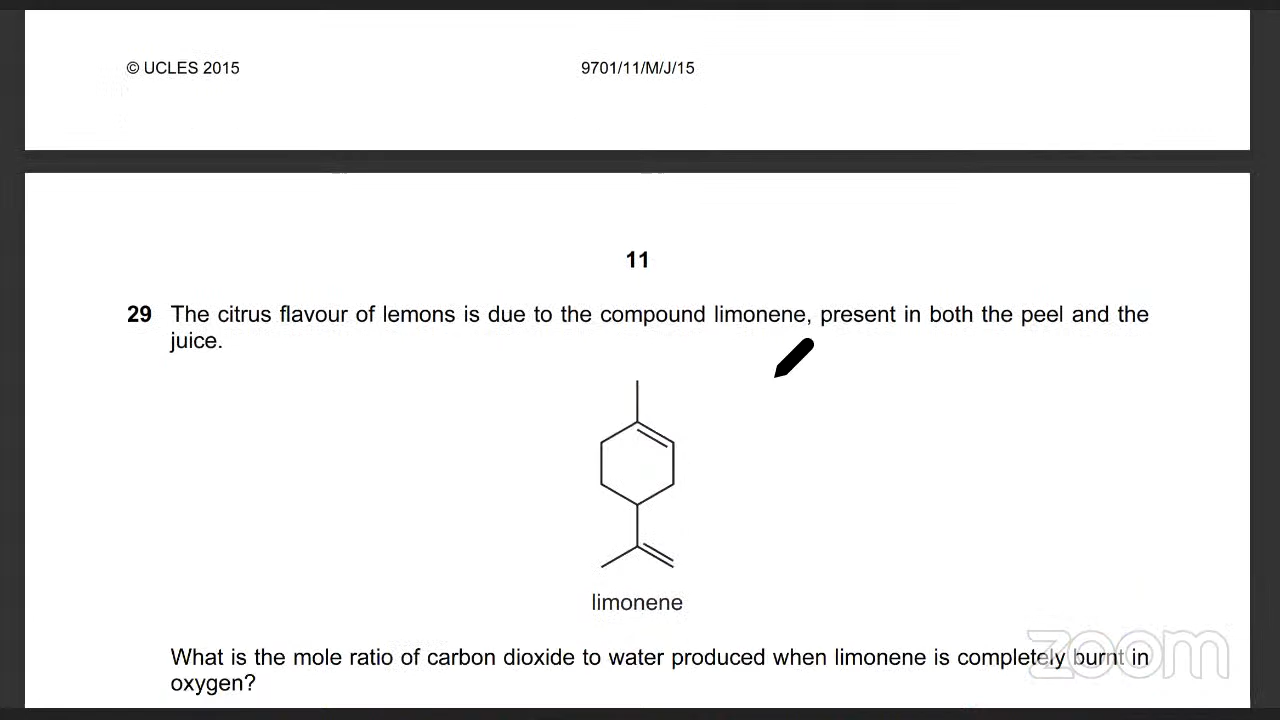 © UCLES 2015 9701/11/M/J/15
11
29 The citrus flavour of lemons is due to the compound limonene, present in both the peel and the
juice.
limonene
What is the mole ratio of carbon dioxide to water produced when limonene is completely burnt in
oxygen?
zoom